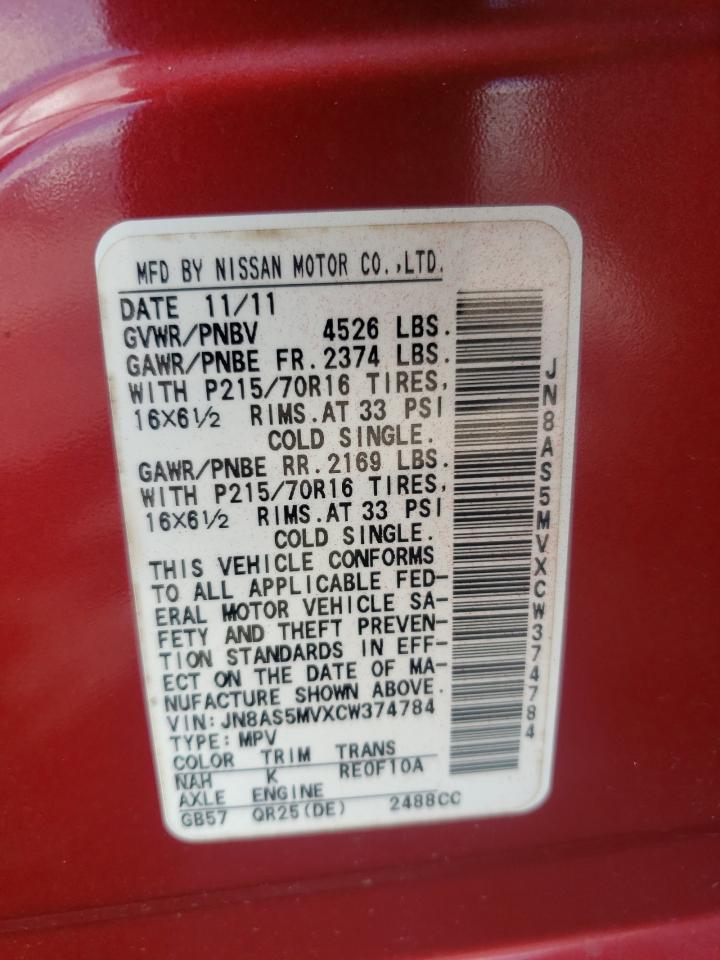 MFD BY NISSAN MOTOR CO.,LTD.
DATE 11/11
GVWR/PNBV 4526 LBS.
GAWR/PNBE FR.2374 LBS.
WITH P215/70R16 TIRES,
16X6½ RIMS.AT 33 PSI
COLD SINGLE.
GAWR/PNBE RR.2169 LBS.
WITH P215/70R16 TIRES,
16X6½ RIMS.AT 33 PSI
COLD SINGLE.
THIS VEHICLE CONFORMS
TO ALL APPLICABLE FED-
ERAL MOTOR VEHICLE SA-
FETY AND THEFT PREVEN-
TION STANDARDS IN EFF-
ECT ON THE DATE OF MA-
NUFACTURE SHOWN ABOVE.
VIN:JN8AS5MVXCW374784
TYPE:MPV
COLOR TRIM TRANS
NAH K RE0F10A
AXLE ENGINE
GB57 QR25(DE) 2488CC
JN8AS5MVXCW374784